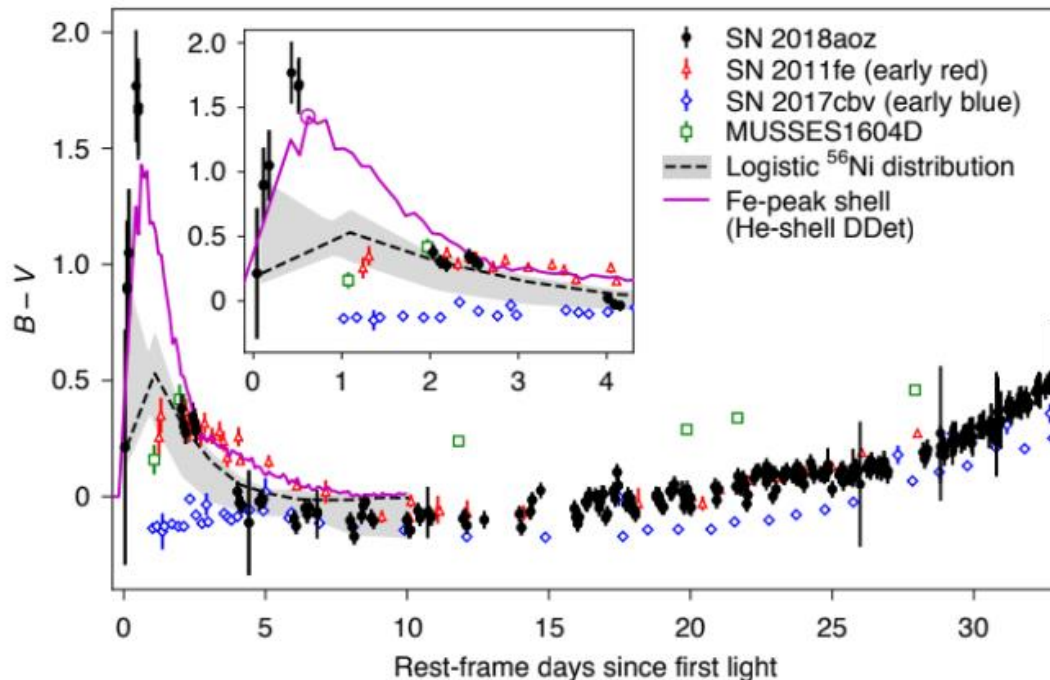 2.0
1.5
1.0
0.5
0
B – V
2.0
1.5
1.0
0.5
0
0 1 2 3 4
SN 2018aoz
SN 2011fe (early red)
SN 2017cbv (early blue)
MUSSES1604D
Logistic ⁵⁶Ni distribution
Fe-peak shell
(He-shell DDet)
0 5 10 15 20 25 30
Rest-frame days since first light